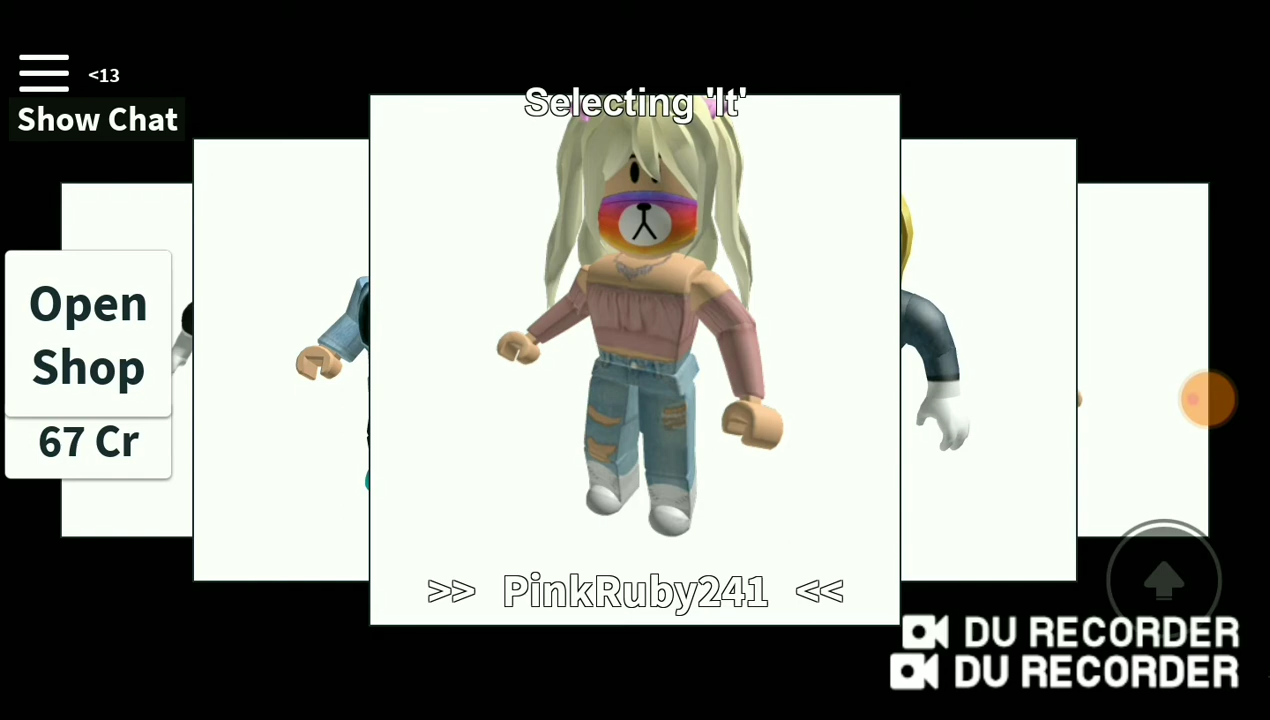 <13
Show Chat
Selecting 'It'
Open
Shop
67 Cr
>> PinkRuby241 <<
DU RECORDER
DU RECORDER